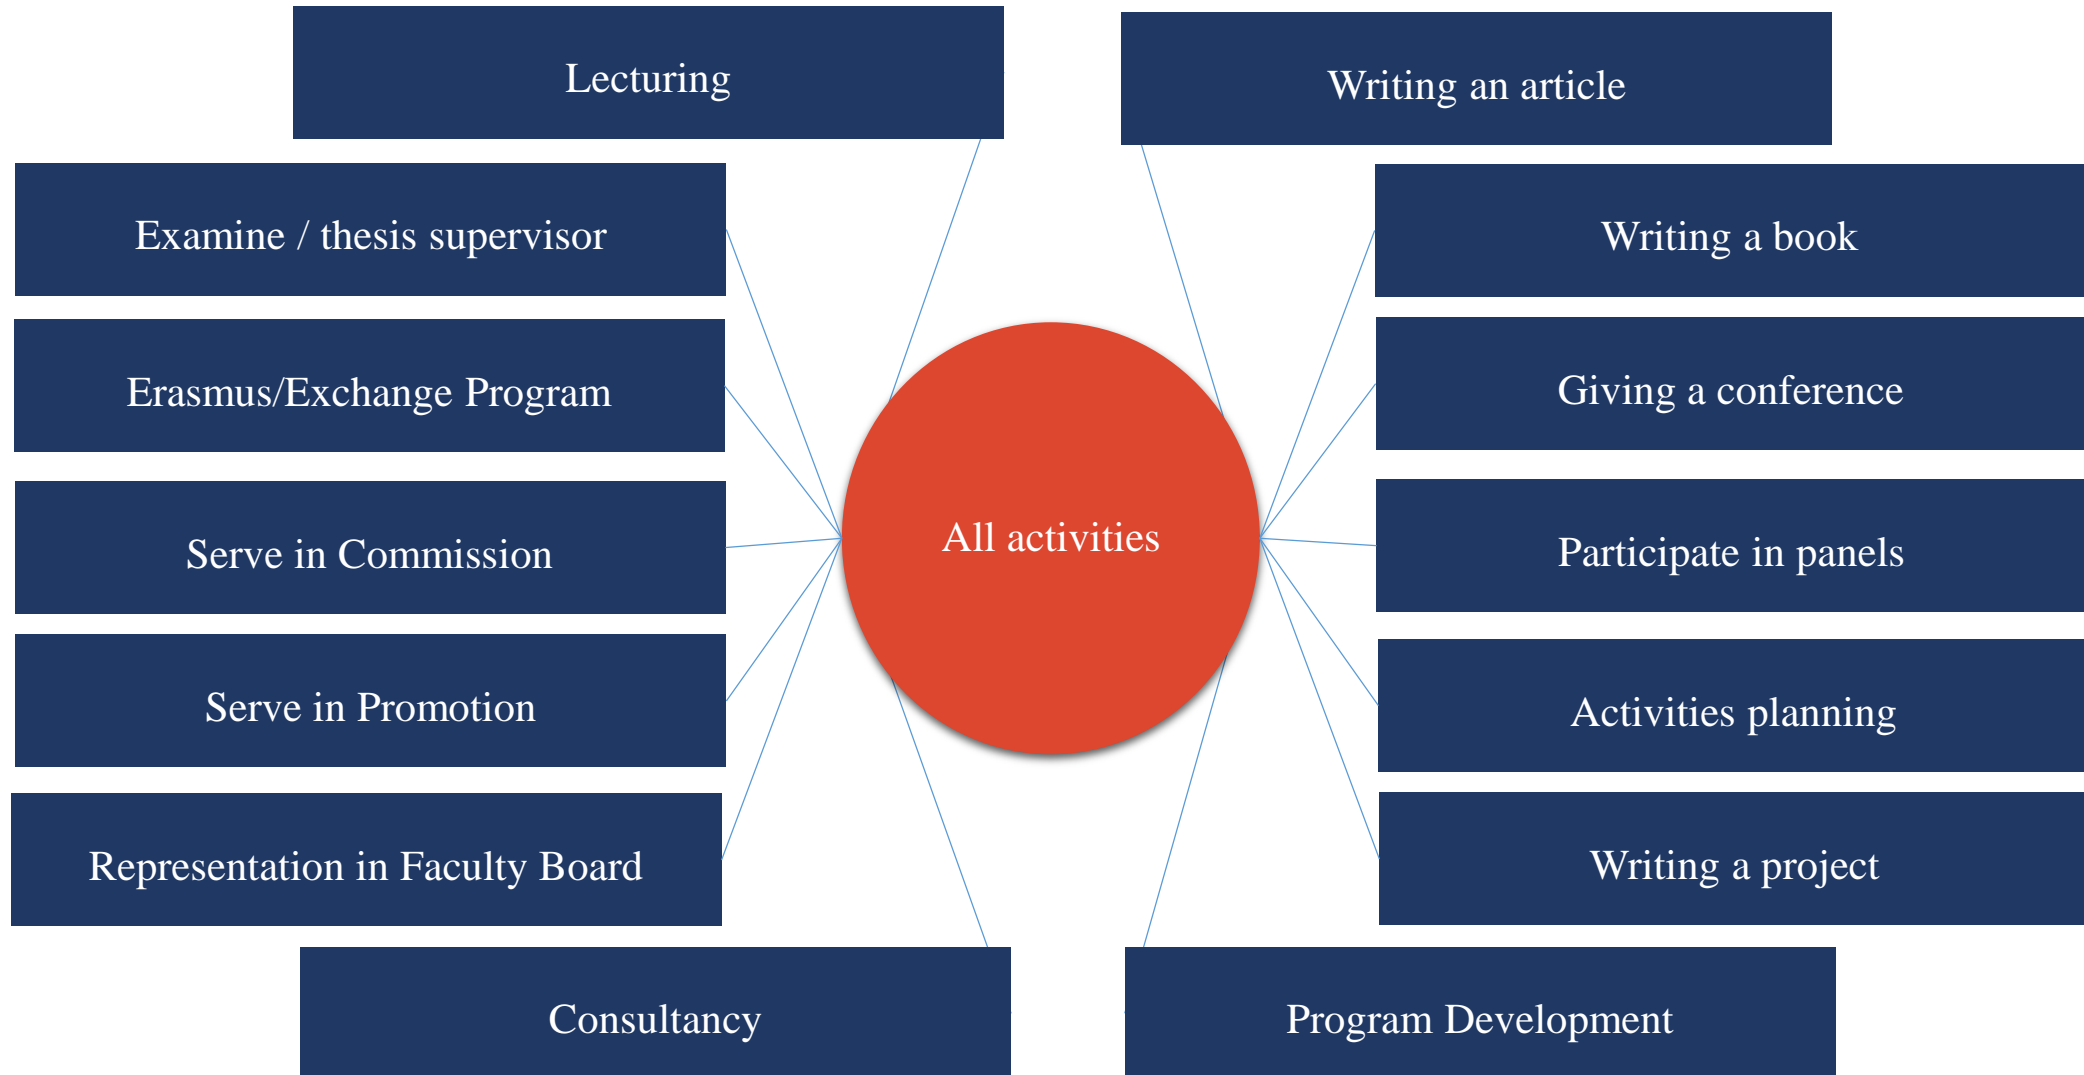 Lecturing
Writing an article
Examine / thesis supervisor
Writing a book
Erasmus/Exchange Program
Giving a conference
All activities
Serve in Commission
Participate in panels
Serve in Promotion
Activities planning
Representation in Faculty Board
Writing a project
Consultancy
Program Development